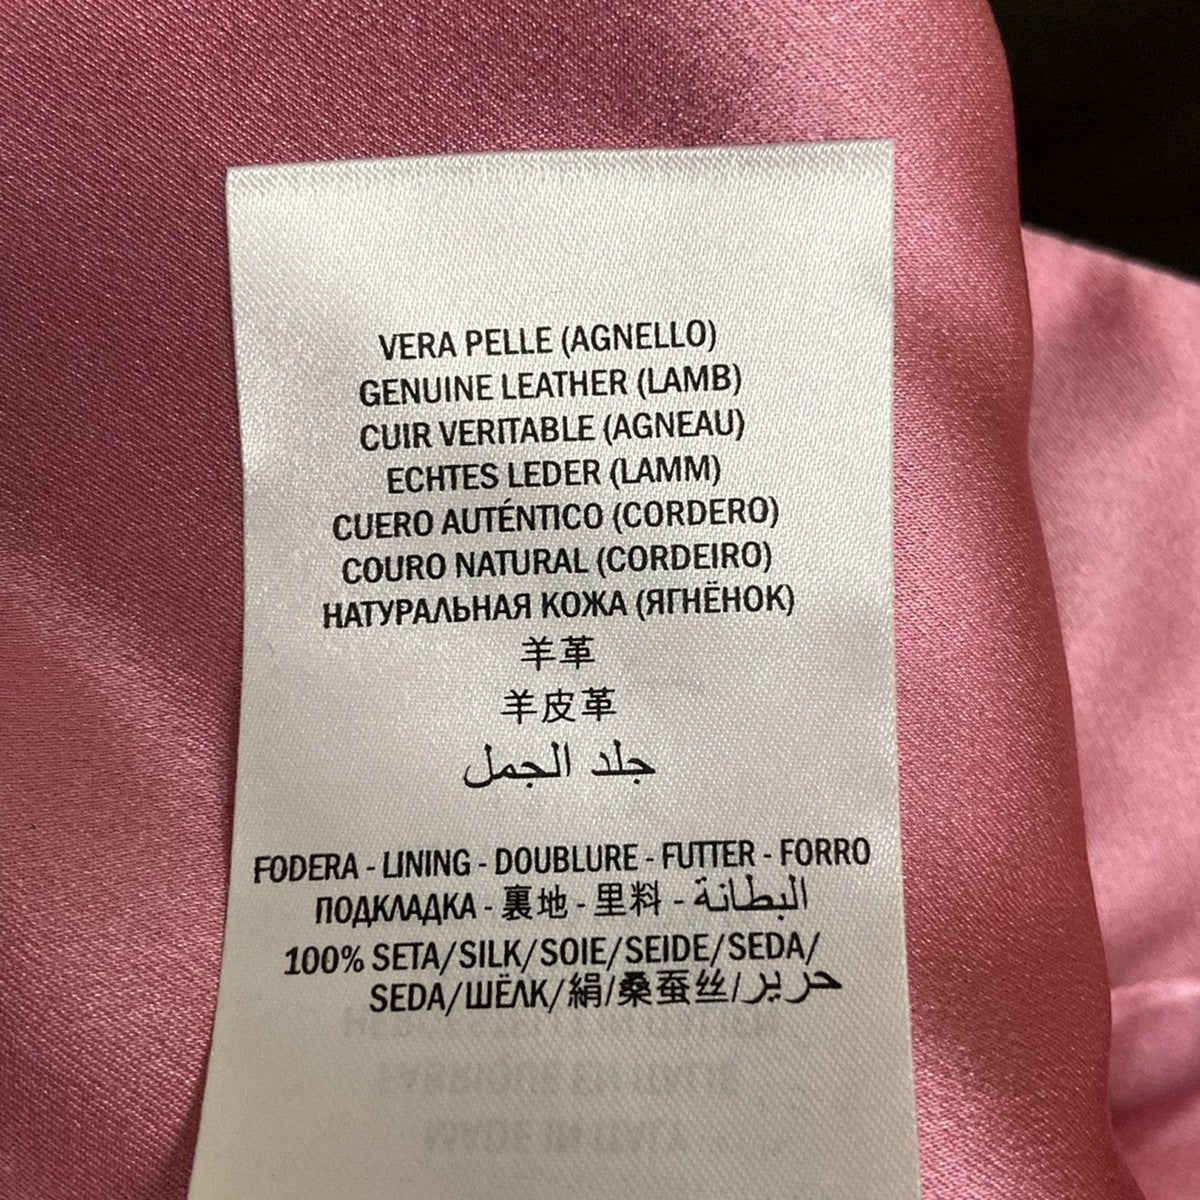 VERA PELLE (AGNELLO)
GENUINE LEATHER (LAMB)
CUIR VERITABLE (AGNEAU)
ECHTES LEDER (LAMM)
CUERO AUTÉNTICO (CORDERO)
COURO NATURAL (CORDEIRO)
НАТУРАЛЬНАЯ КОЖА (ЯГНЁНОК)
羊革
羊皮革
جلد الجمل
FODERA - LINING - DOUBLURE - FUTTER - FORRO
ПОДКЛАДКА - 裏地 - 里料 - البطانة
100% SETA/SILK/SOIE/SEIDE/SEDA/
SEDA/ШЁЛК/絹/桑蚕丝/حرير